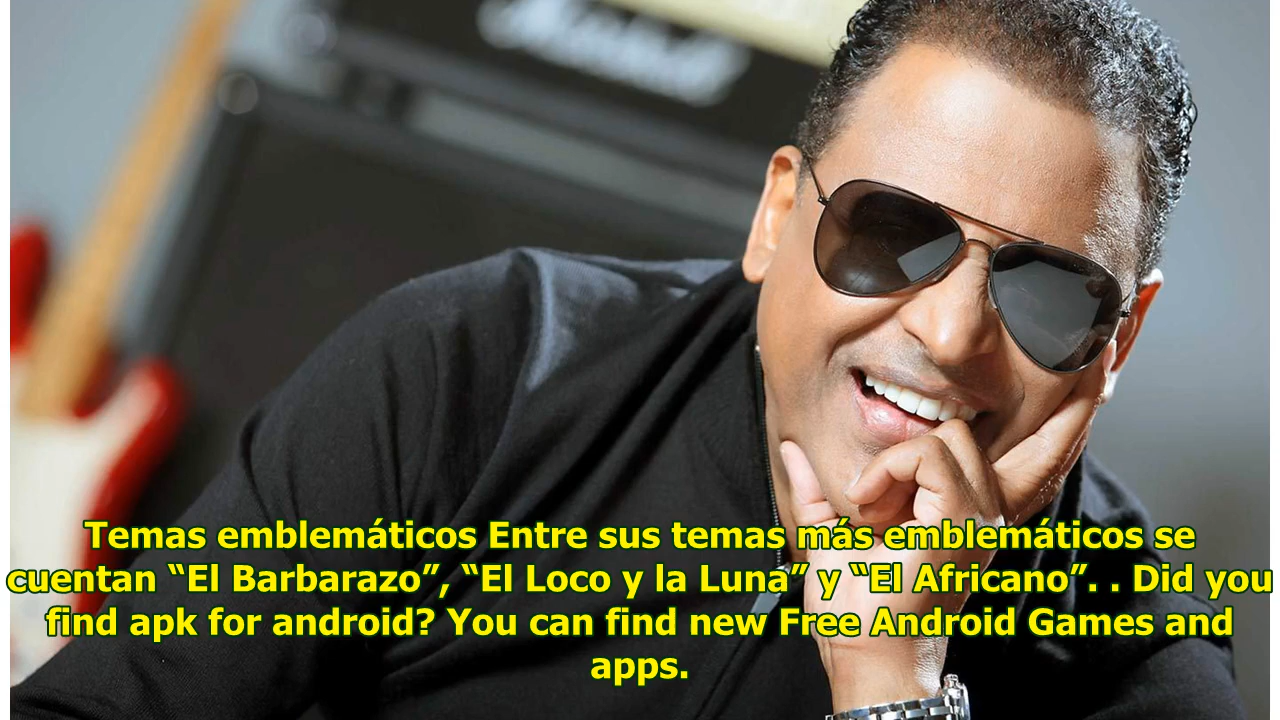 Temas emblemáticos Entre sus temas más emblemáticos se
cuentan “El Barbarazo”, “El Loco y la Luna” y “El Africano”. . Did you
find apk for android? You can find new Free Android Games and
apps.